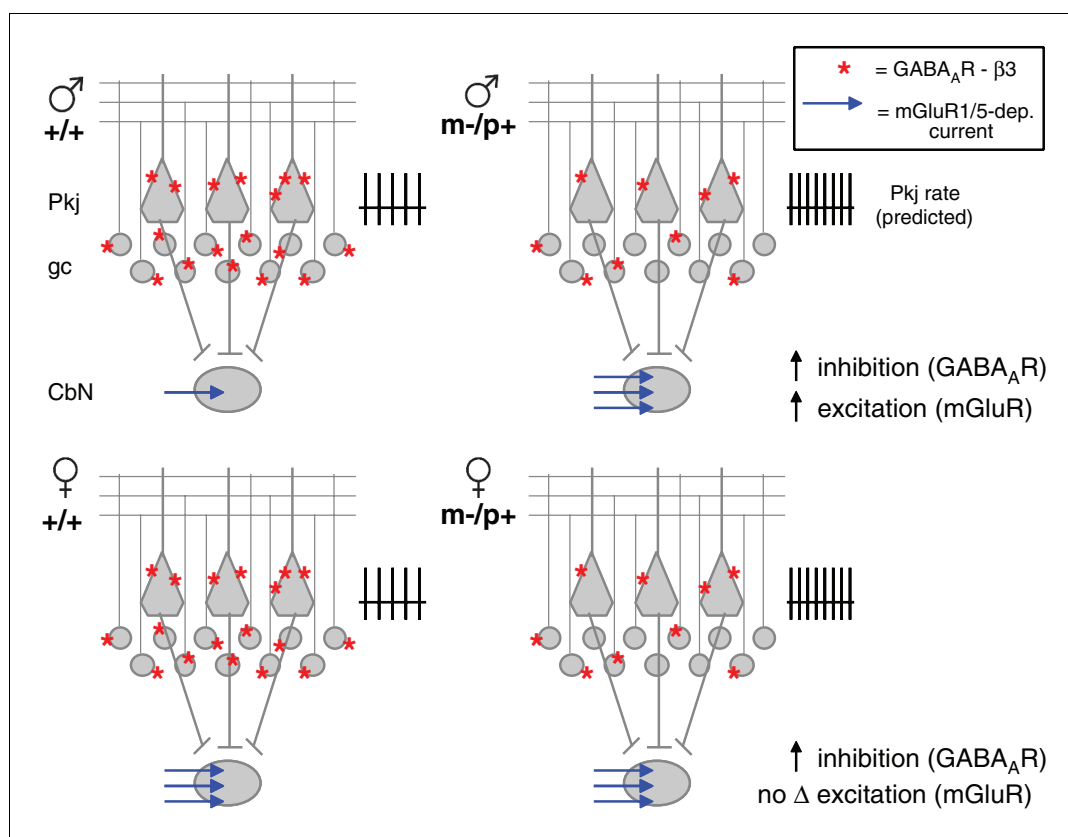 ♂
+/+
Pkj
gc
CbN
♂
m-/p+
* = GABAAR - β3
= mGluR1/5-dep.
current
Pkj rate
(predicted)
↑ inhibition (GABAAR)
↑ excitation (mGluR)
♀
+/+
♀
m-/p+
↑ inhibition (GABAAR)
no Δ excitation (mGluR)